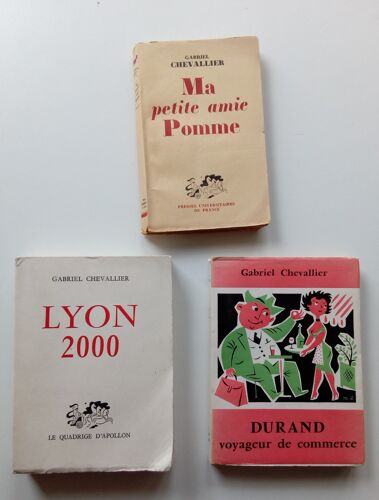 GABRIEL
CHEVALLIER
Ma
petite amie
Pomme
PRESSES UNIVERSITAIRES
DE FRANCE
GABRIEL CHEVALLIER
LYON
2000
LE QUADRIGE D'APOLLON
Gabriel Chevallier
DURAND
voyageur de commerce